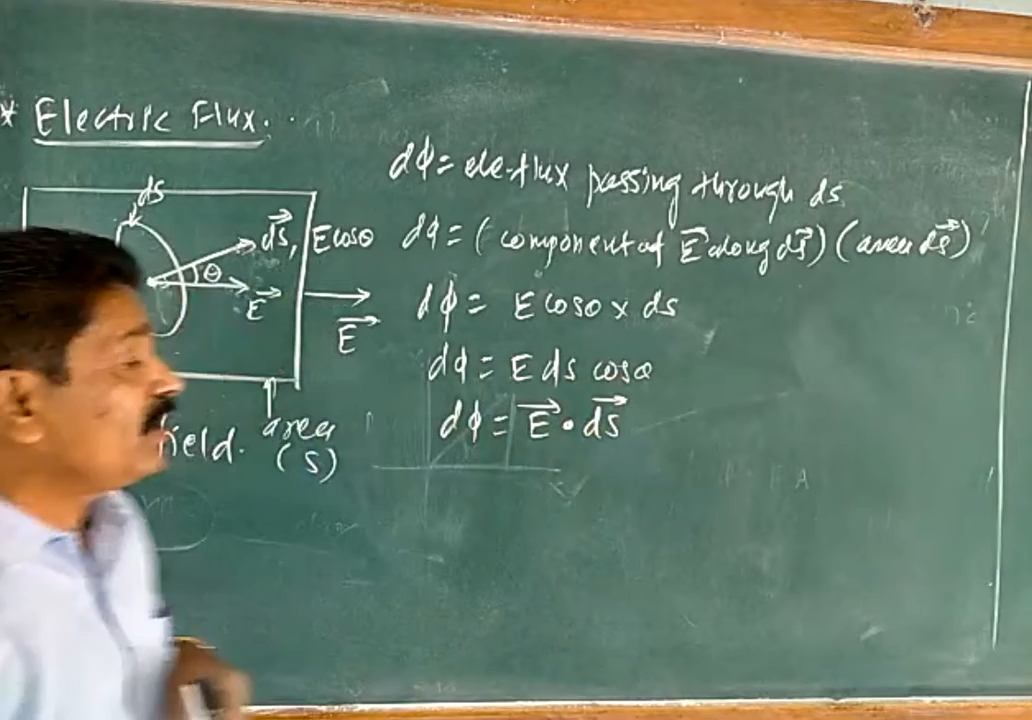 * Electric Flux.
dϕ = ele. flux passing through ds
ds
ds⃗, E cosθ
dϕ = (component of E⃗ along ds⃗) (area ds⃗)
θ
E⃗
E⃗
dϕ = E cosθ × ds
dϕ = E ds cosθ
dϕ = E⃗ • ds⃗
field. area
(S)